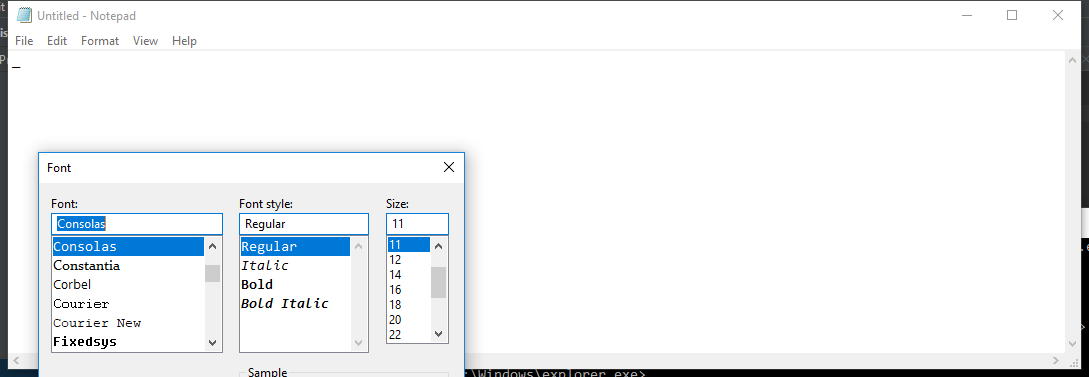 Untitled - Notepad
File Edit Format View Help
Font
Font: Font style: Size:
Consolas Regular 11
Consolas Regular 11
Constantia Italic 12
Corbel Bold 14
Courier Bold Italic 16
Courier New 18
Fixedsys 20
22
Sample
:\Windows\explorer.exe>